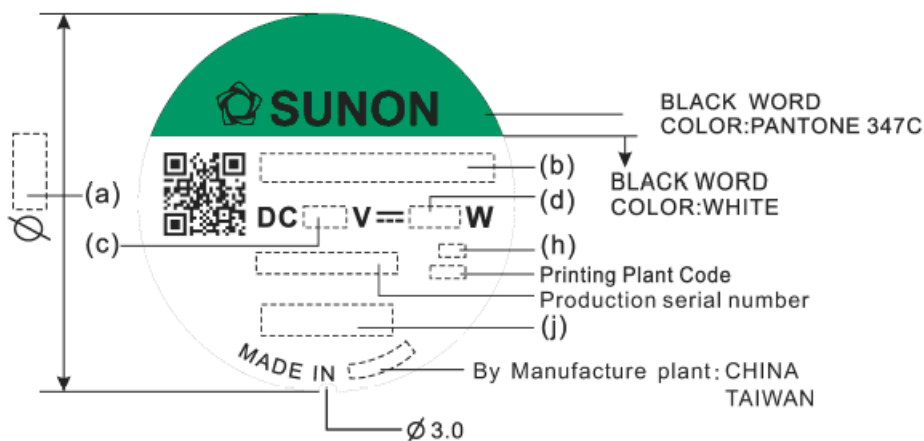 SUNON
BLACK WORD
COLOR:PANTONE 347C
(b)
BLACK WORD
COLOR:WHITE
(a)
Ø
DC V W
(d)
(c)
(h)
Printing Plant Code
Production serial number
(j)
MADE IN
By Manufacture plant: CHINA
TAIWAN
Ø 3.0